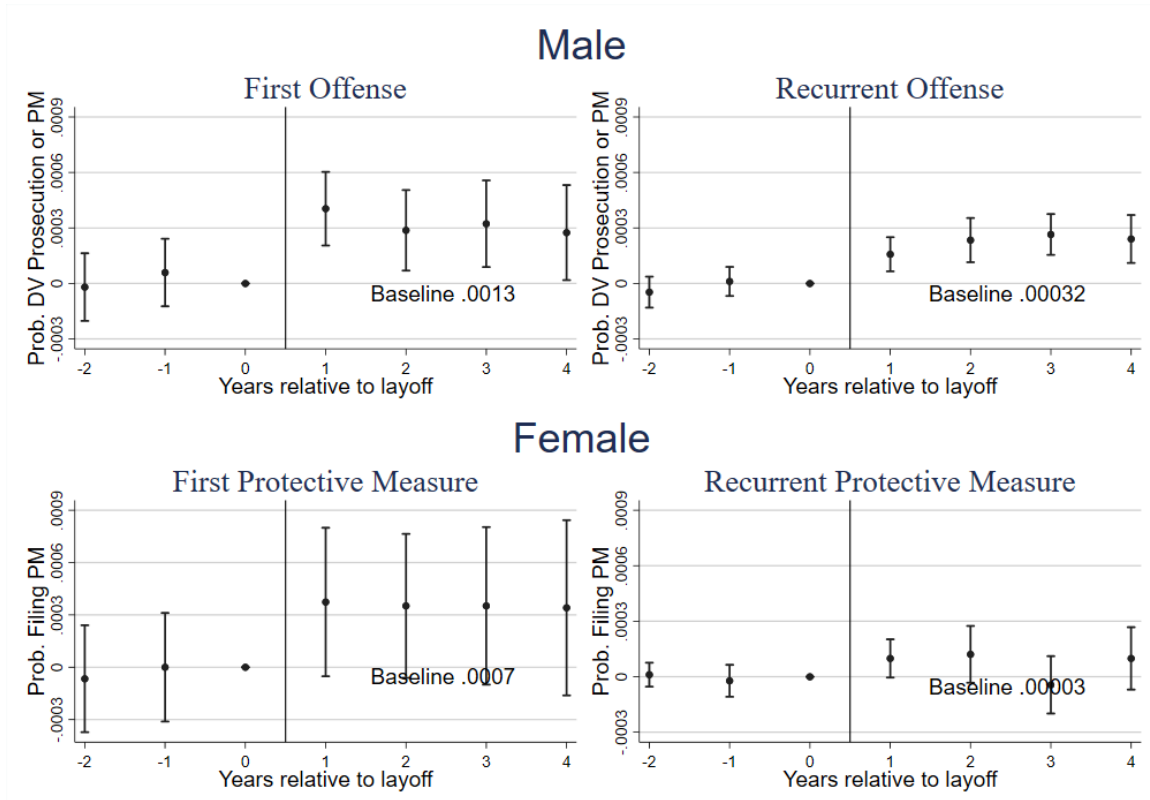 Male
First Offense
Prob. DV Prosecution or PM
.0009
.0006
.0003
0
-.0003
Baseline .0013
-2 -1 0 1 2 3 4
Years relative to layoff
Recurrent Offense
Prob. DV Prosecution or PM
.0009
.0006
.0003
0
-.0003
Baseline .00032
-2 -1 0 1 2 3 4
Years relative to layoff
Female
First Protective Measure
Prob. Filing PM
.0009
.0006
.0003
0
-.0003
Baseline .0007
-2 -1 0 1 2 3 4
Years relative to layoff
Recurrent Protective Measure
Prob. Filing PM
.0009
.0006
.0003
0
-.0003
Baseline .00003
-2 -1 0 1 2 3 4
Years relative to layoff